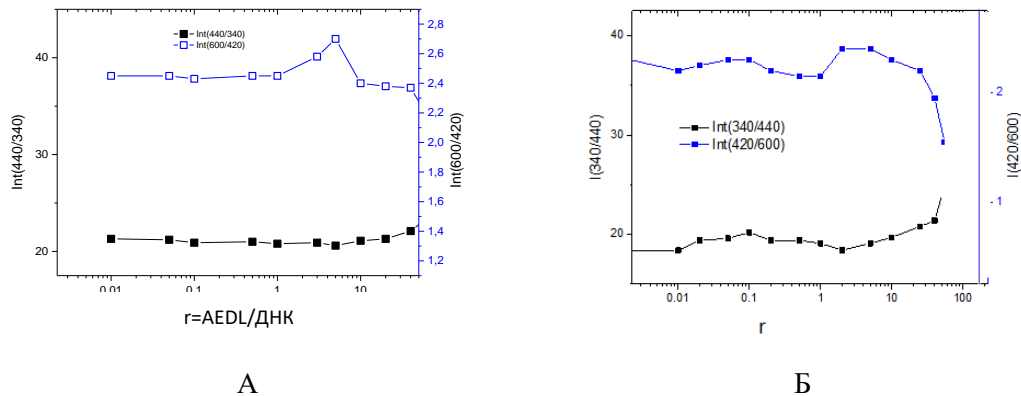 Int(440/340)
Int(600/420)
40
30
20
Int(440/340)
2,8
2,6
2,4
2,2
2,0
1,8
1,6
1,4
1,2
Int(600/420)
0.01
0.1
1
10
r=AEDL/ДНК
А
Int(340/440)
Int(420/600)
40
30
20
I(340/440)
2
1
I(420/600)
0.01
0.1
1
10
100
r
Б